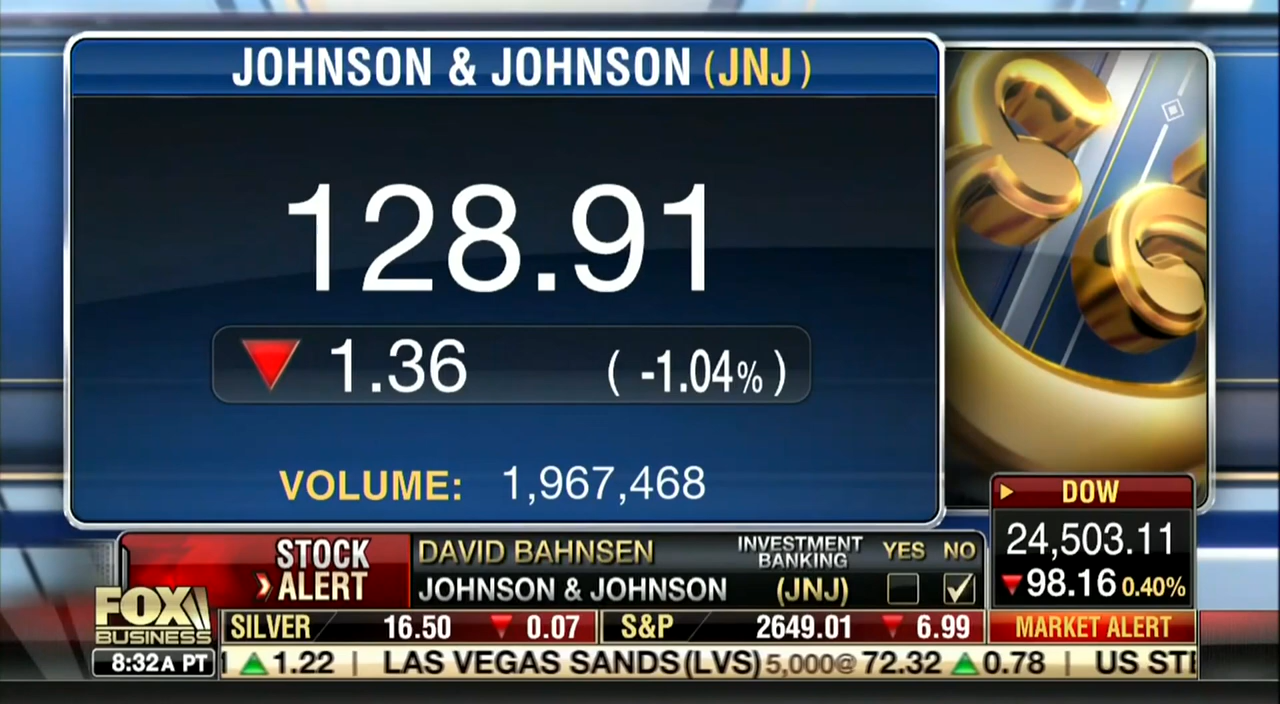 JOHNSON & JOHNSON (JNJ)
128.91
▼ 1.36 ( -1.04% )
VOLUME: 1,967,468
DOW
24,503.11
▼98.16 0.40%
MARKET ALERT
STOCK
ALERT
DAVID BAHNSEN
INVESTMENT
BANKING
YES NO
JOHNSON & JOHNSON (JNJ)
FOX
BUSINESS
SILVER 16.50 ▼ 0.07 S&P 2649.01 ▼ 6.99
8:32A PT
▲1.22 | LAS VEGAS SANDS(LVS) 5,000@ 72.32 ▲0.78 | US